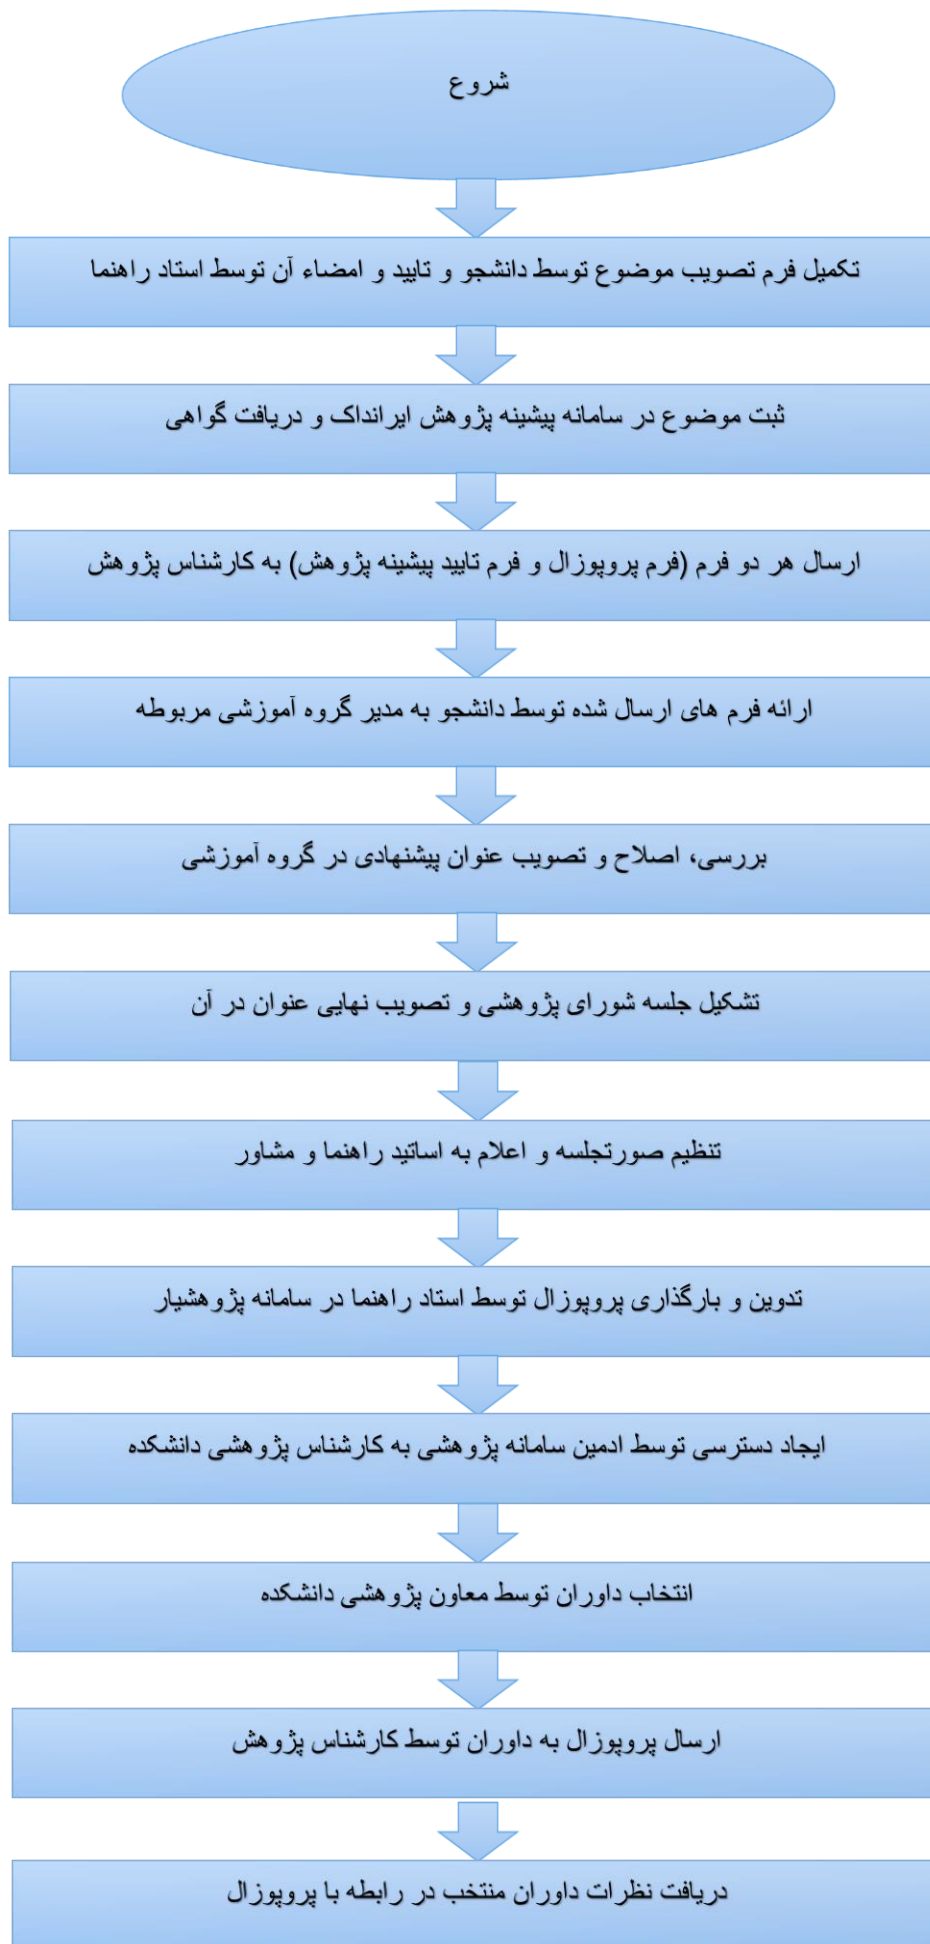 شروع
تکمیل فرم تصویب موضوع توسط دانشجو و تایید و امضاء آن توسط استاد راهنما
ثبت موضوع در سامانه پیشینه پژوهش ایرانداک و دریافت گواهی
ارسال هر دو فرم (فرم پروپوزال و فرم تایید پیشینه پژوهش) به کارشناس پژوهش
ارائه فرم های ارسال شده توسط دانشجو به مدیر گروه آموزشی مربوطه
بررسی، اصلاح و تصویب عنوان پیشنهادی در گروه آموزشی
تشکیل جلسه شورای پژوهشی و تصویب نهایی عنوان در آن
تنظیم صورتجلسه و اعلام به اساتید راهنما و مشاور
تدوین و بارگذاری پروپوزال توسط استاد راهنما در سامانه پژوهشیار
ایجاد دسترسی توسط ادمین سامانه پژوهشی به کارشناس پژوهشی دانشکده
انتخاب داوران توسط معاون پژوهشی دانشکده
ارسال پروپوزال به داوران توسط کارشناس پژوهش
دریافت نظرات داوران منتخب در رابطه با پروپوزال